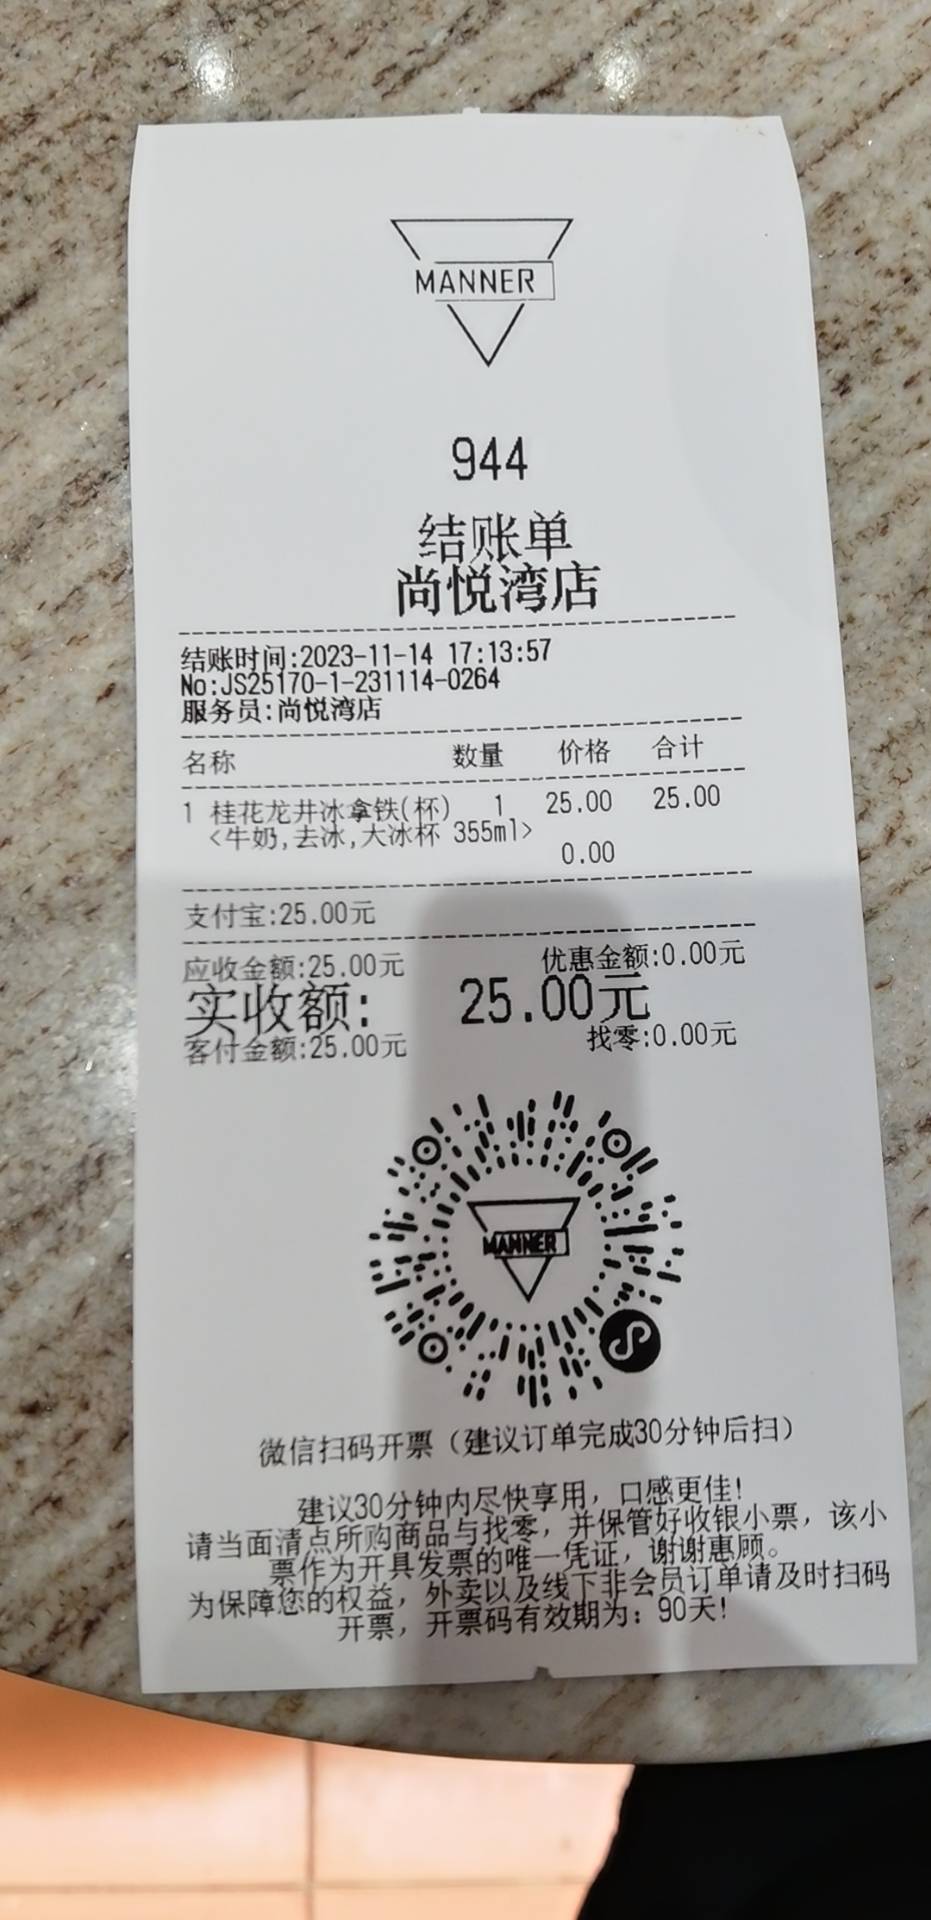 MANNER
944
结账单
尚悦湾店
结账时间:2023-11-14 17:13:57
No:JS25170-1-231114-0264
服务员:尚悦湾店
名称 数量 价格 合计
1 桂花龙井冰拿铁(杯) 1 25.00 25.00
<牛奶,去冰,大冰杯 355ml>
0.00
支付宝:25.00元
应收金额:25.00元 优惠金额:0.00元
实收额: 25.00元
客付金额:25.00元 找零:0.00元
MANNER
微信扫码开票（建议订单完成30分钟后扫）
建议30分钟内尽快享用，口感更佳!
请当面清点所购商品与找零，并保管好收银小票，该小
票作为开具发票的唯一凭证，谢谢惠顾。
为保障您的权益，外卖以及线下非会员订单请及时扫码
开票，开票码有效期为：90天!